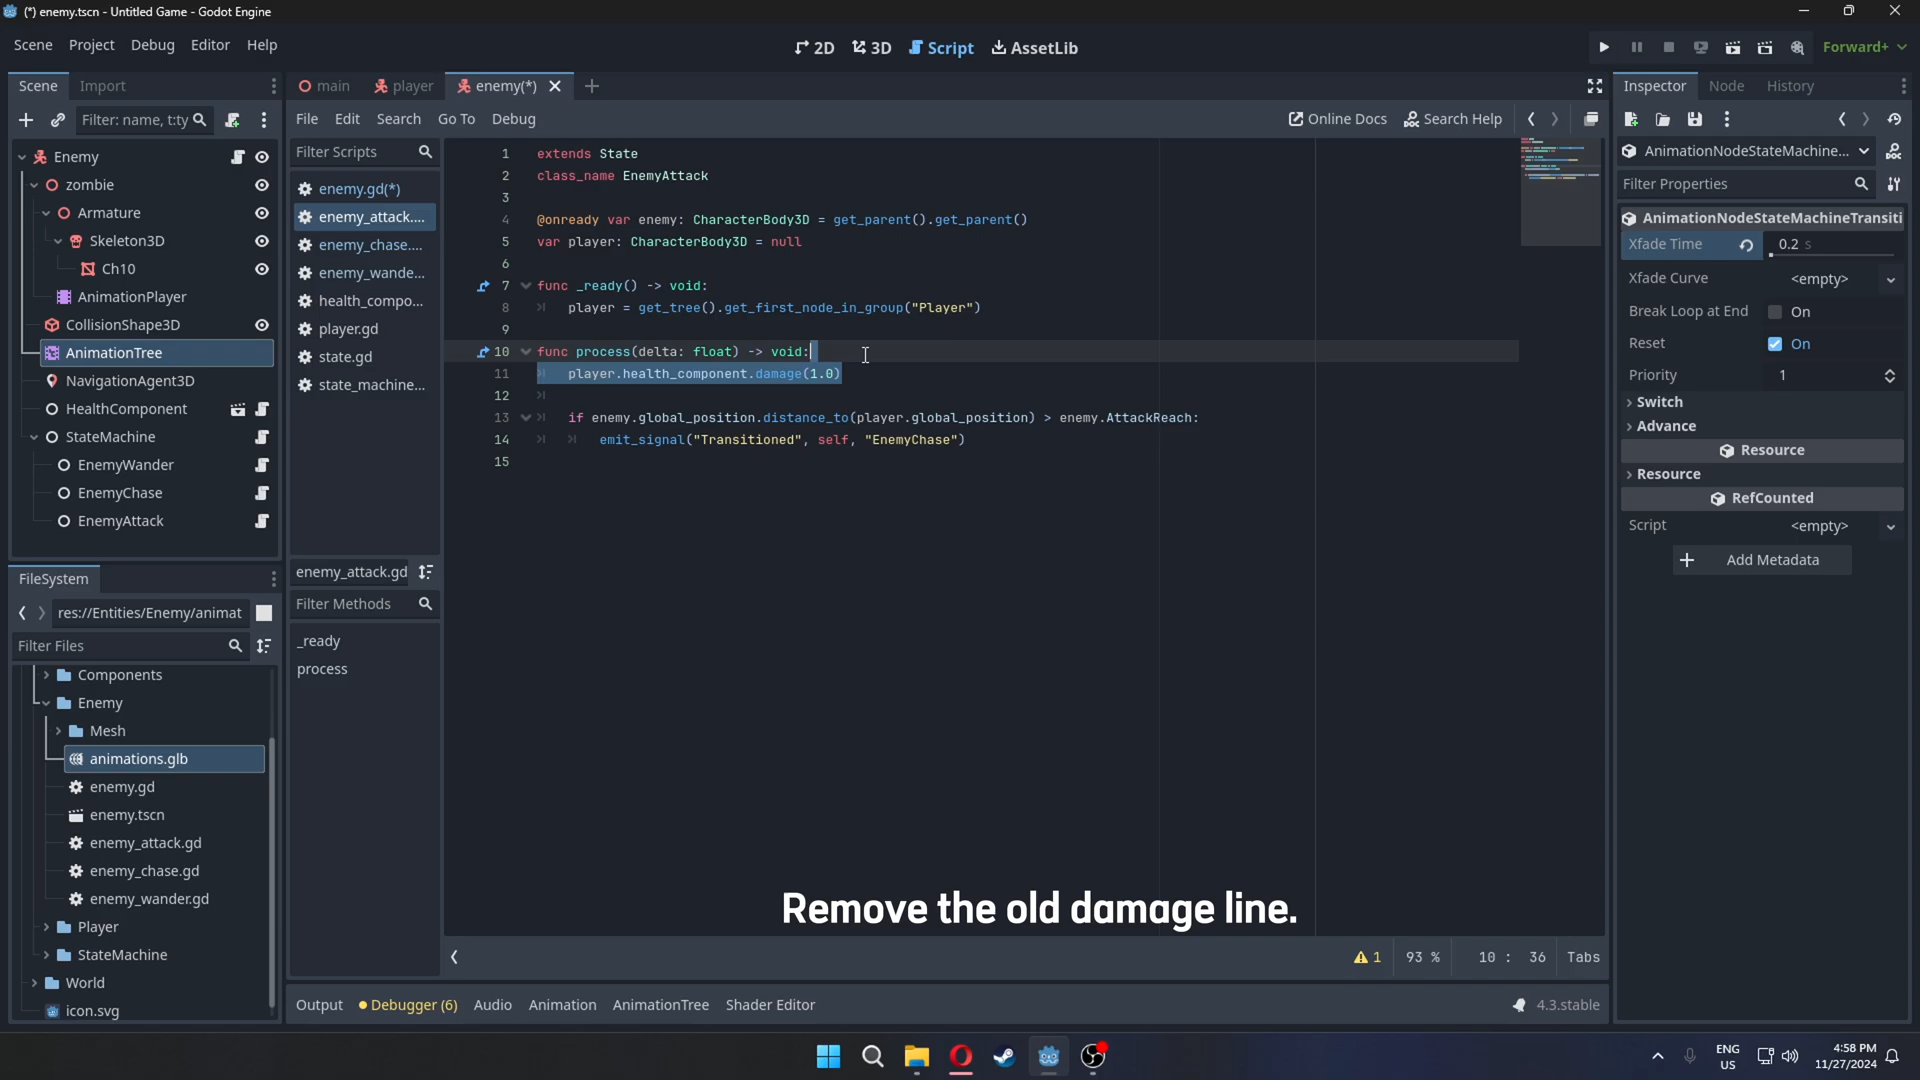 (*) enemy.tscn - Untitled Game - Godot Engine
Scene Project Debug Editor Help
2D 3D Script AssetLib
Forward+
Scene Import
main player enemy(*)
Inspector Node History
Filter: name, t:ty
File Edit Search Go To Debug
Online Docs Search Help
Enemy
zombie
Armature
Skeleton3D
Ch10
AnimationPlayer
CollisionShape3D
AnimationTree
NavigationAgent3D
HealthComponent
StateMachine
EnemyWander
EnemyChase
EnemyAttack
Filter Scripts
enemy.gd(*)
enemy_attack....
enemy_chase....
enemy_wande...
health_compo...
player.gd
state.gd
state_machine...
enemy_attack.gd
Filter Methods
_ready
process
1 extends State
2 class_name EnemyAttack
3
4 @onready var enemy: CharacterBody3D = get_parent().get_parent()
5 var player: CharacterBody3D = null
6
7 func _ready() -> void:
8 player = get_tree().get_first_node_in_group("Player")
9
10 func process(delta: float) -> void:
11 player.health_component.damage(1.0)
12
13 if enemy.global_position.distance_to(player.global_position) > enemy.AttackReach:
14 emit_signal("Transitioned", self, "EnemyChase")
15
Remove the old damage line.
1 93 % 10 : 36 Tabs
AnimationNodeStateMachine...
Filter Properties
AnimationNodeStateMachineTransiti
Xfade Time 0.2 s
Xfade Curve <empty>
Break Loop at End On
Reset On
Priority 1
Switch
Advance
Resource
Resource
RefCounted
Script <empty>
Add Metadata
FileSystem
res://Entities/Enemy/animat
Filter Files
Components
Enemy
Mesh
animations.glb
enemy.gd
enemy.tscn
enemy_attack.gd
enemy_chase.gd
enemy_wander.gd
Player
StateMachine
World
icon.svg
Output Debugger (6) Audio Animation AnimationTree Shader Editor
4.3.stable
ENG
US
4:58 PM
11/27/2024